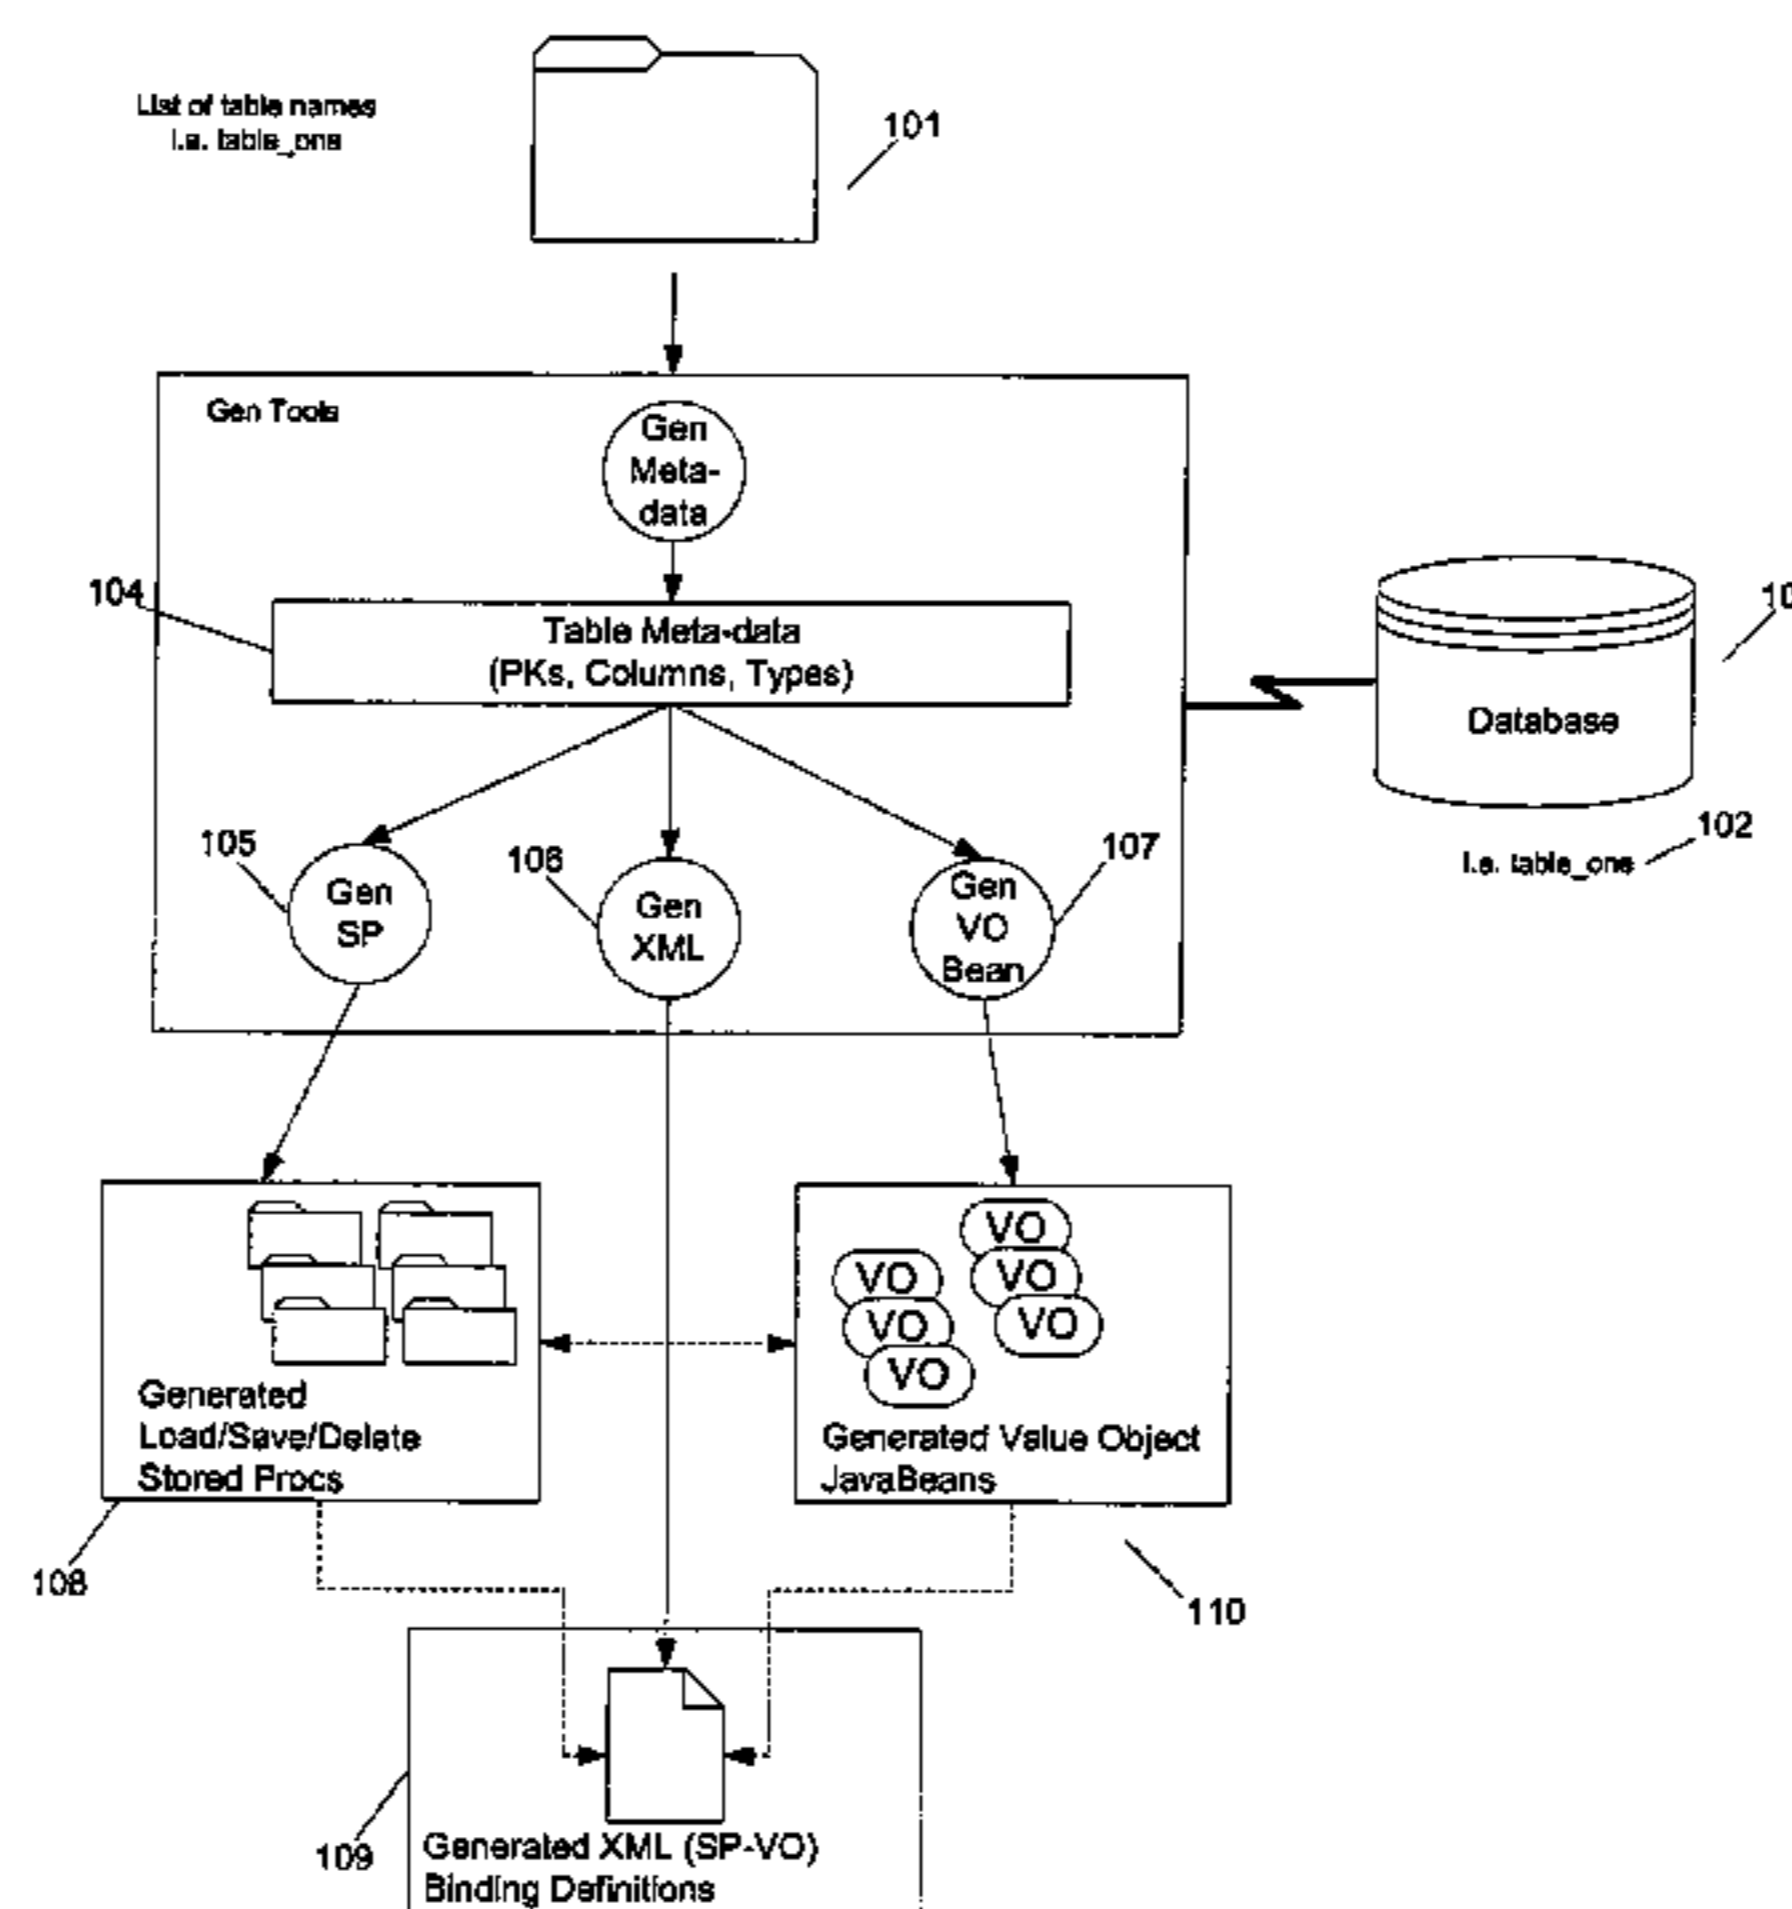 List of table names
i.e. table_one
101
Gen Tools
Gen
Meta-
data
104
Table Meta-data
(PKs, Columns, Types)
10
Database
102
i.e. table_one
105
Gen
SP
106
Gen
XML
107
Gen
VO
Bean
VO
VO
VO
VO
VO
VO
Generated
Load/Save/Delete
Stored Procs
Generated Value Object
JavaBeans
108
110
109
Generated XML (SP-VO)
Binding Definitions